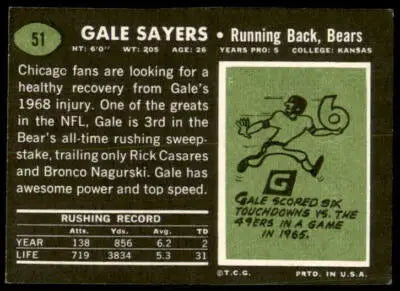 51
GALE SAYERS • Running Back, Bears
HT: 6'0" WT: 205 AGE: 26 YEARS PRO: 5 COLLEGE: KANSAS
Chicago fans are looking for a
healthy recovery from Gale's
1968 injury. One of the greats
in the NFL, Gale is 3rd in the
Bear's all-time rushing sweep-
stake, trailing only Rick Casares
and Bronco Nagurski. Gale has
awesome power and top speed.
6
G
GALE SCORED SIX
TOUCHDOWNS VS. THE
49ERS IN A GAME
IN 1965.
RUSHING RECORD
Atts. Yds. Avg. TD
YEAR 138 856 6.2 2
LIFE 719 3834 5.3 31
©T.C.G. PRTD. IN U.S.A.